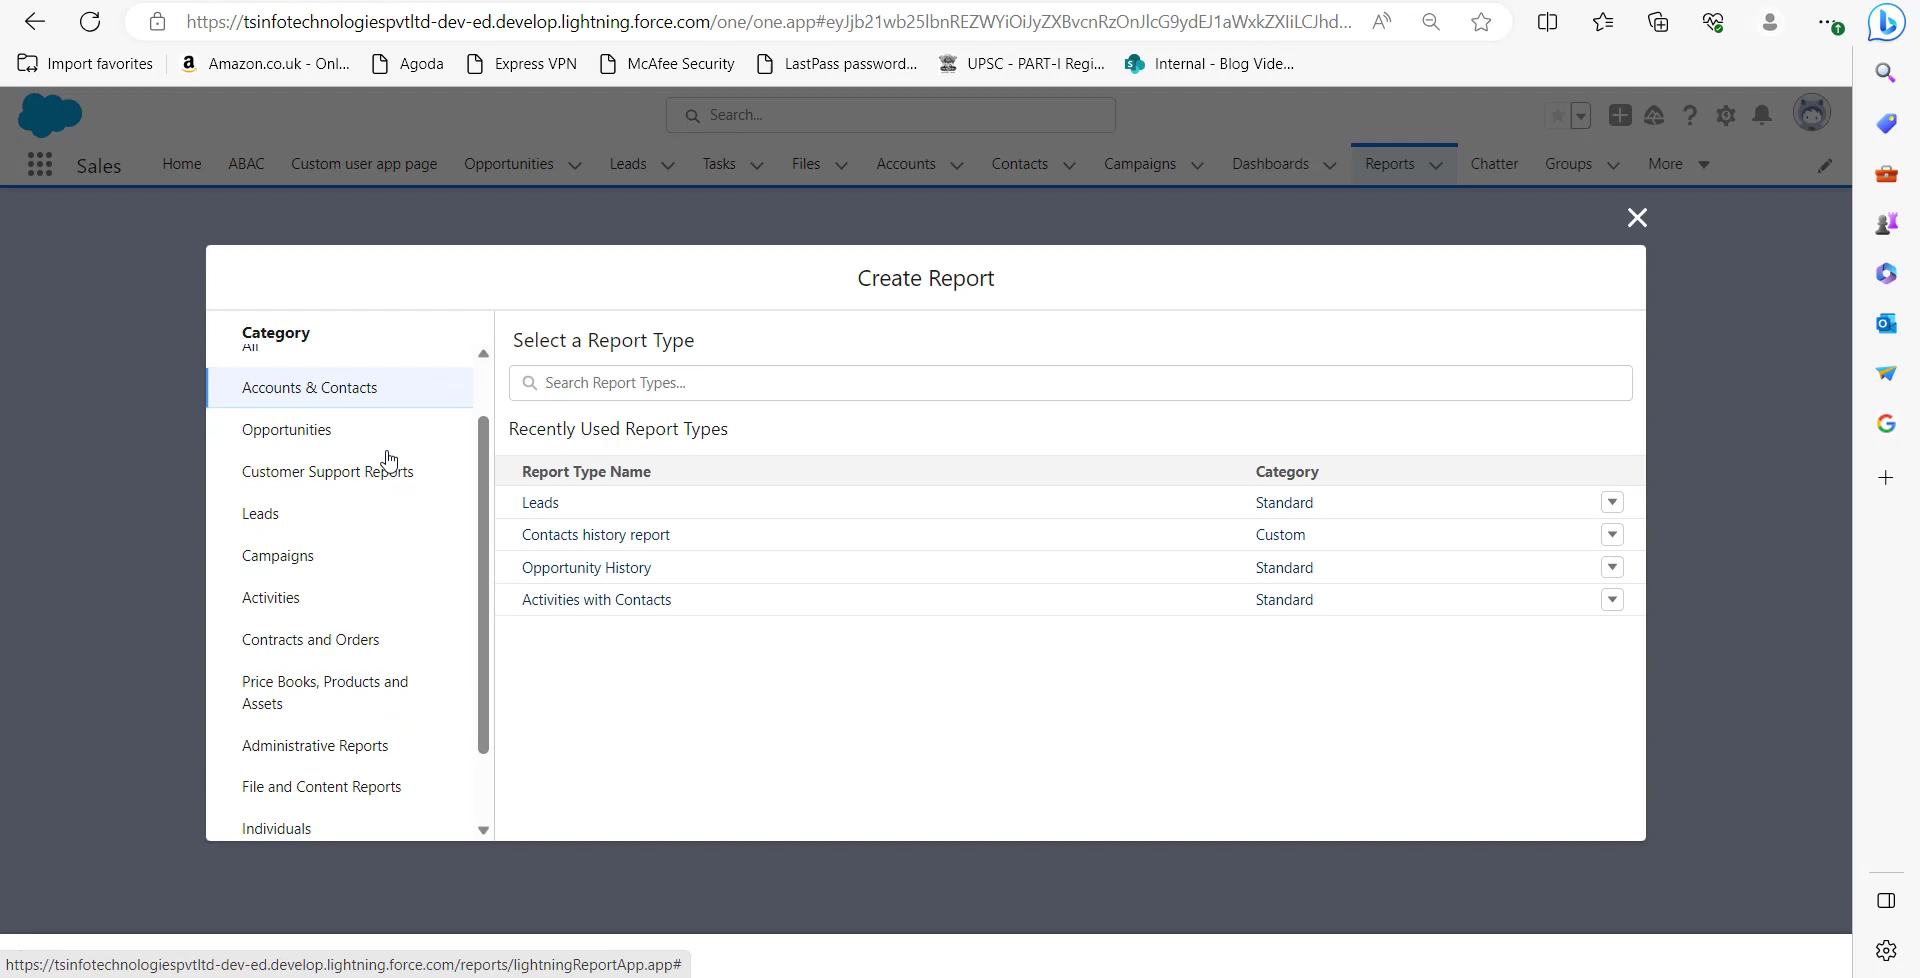 https://tsinfotechnologiespvtltd-dev-ed.develop.lightning.force.com/one/one.app#eyJjb21wb25lbnREZWYiOiJyZXBvcnRzOnJlcG9ydEJ1aWxkZXIiLCJhd...
Import favorites
Amazon.co.uk - Onl...
Agoda
Express VPN
McAfee Security
LastPass password...
UPSC - PART-I Regi...
Internal - Blog Vide...
Search...
Sales
Home
ABAC
Custom user app page
Opportunities
Leads
Tasks
Files
Accounts
Contacts
Campaigns
Dashboards
Reports
Chatter
Groups
More
Create Report
Category
All
Accounts & Contacts
Opportunities
Customer Support Reports
Leads
Campaigns
Activities
Contracts and Orders
Price Books, Products and
Assets
Administrative Reports
File and Content Reports
Individuals
Select a Report Type
Search Report Types...
Recently Used Report Types
Report Type Name Category
Leads Standard
Contacts history report Custom
Opportunity History Standard
Activities with Contacts Standard
https://tsinfotechnologiespvtltd-dev-ed.develop.lightning.force.com/reports/lightningReportApp.app#